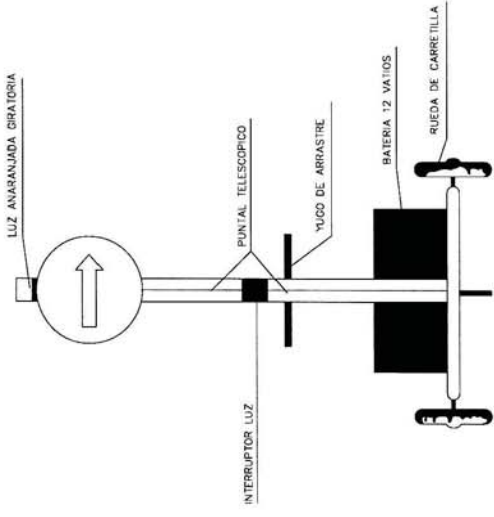 LUZ ANARANJADA GIRATORIA
PUNTAL TELESCOPICO
YUGO DE ARRASTRE
BATERIA 12 VATIOS
RUEDA DE CARRETILLA
INTERRUPTOR LUZ